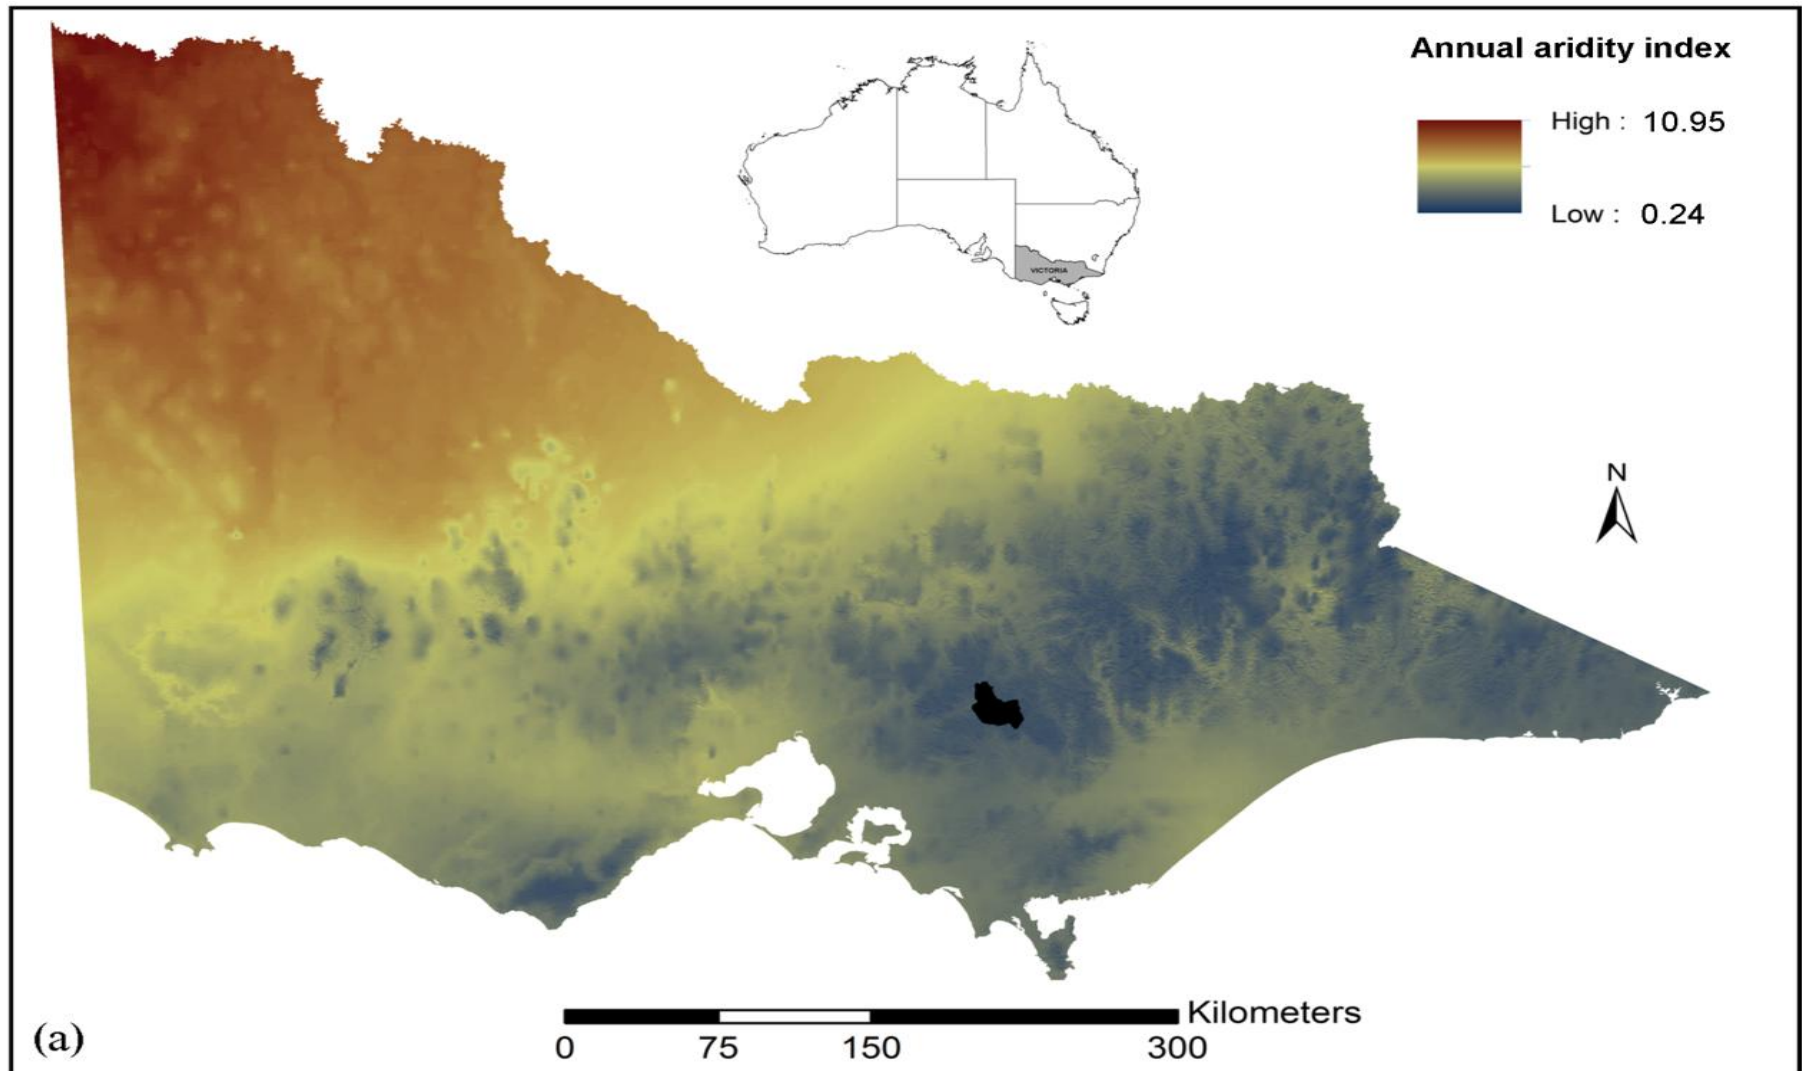 Annual aridity index
High : 10.95
Low : 0.24
VICTORIA
N
Kilometers
0 75 150 300
(a)